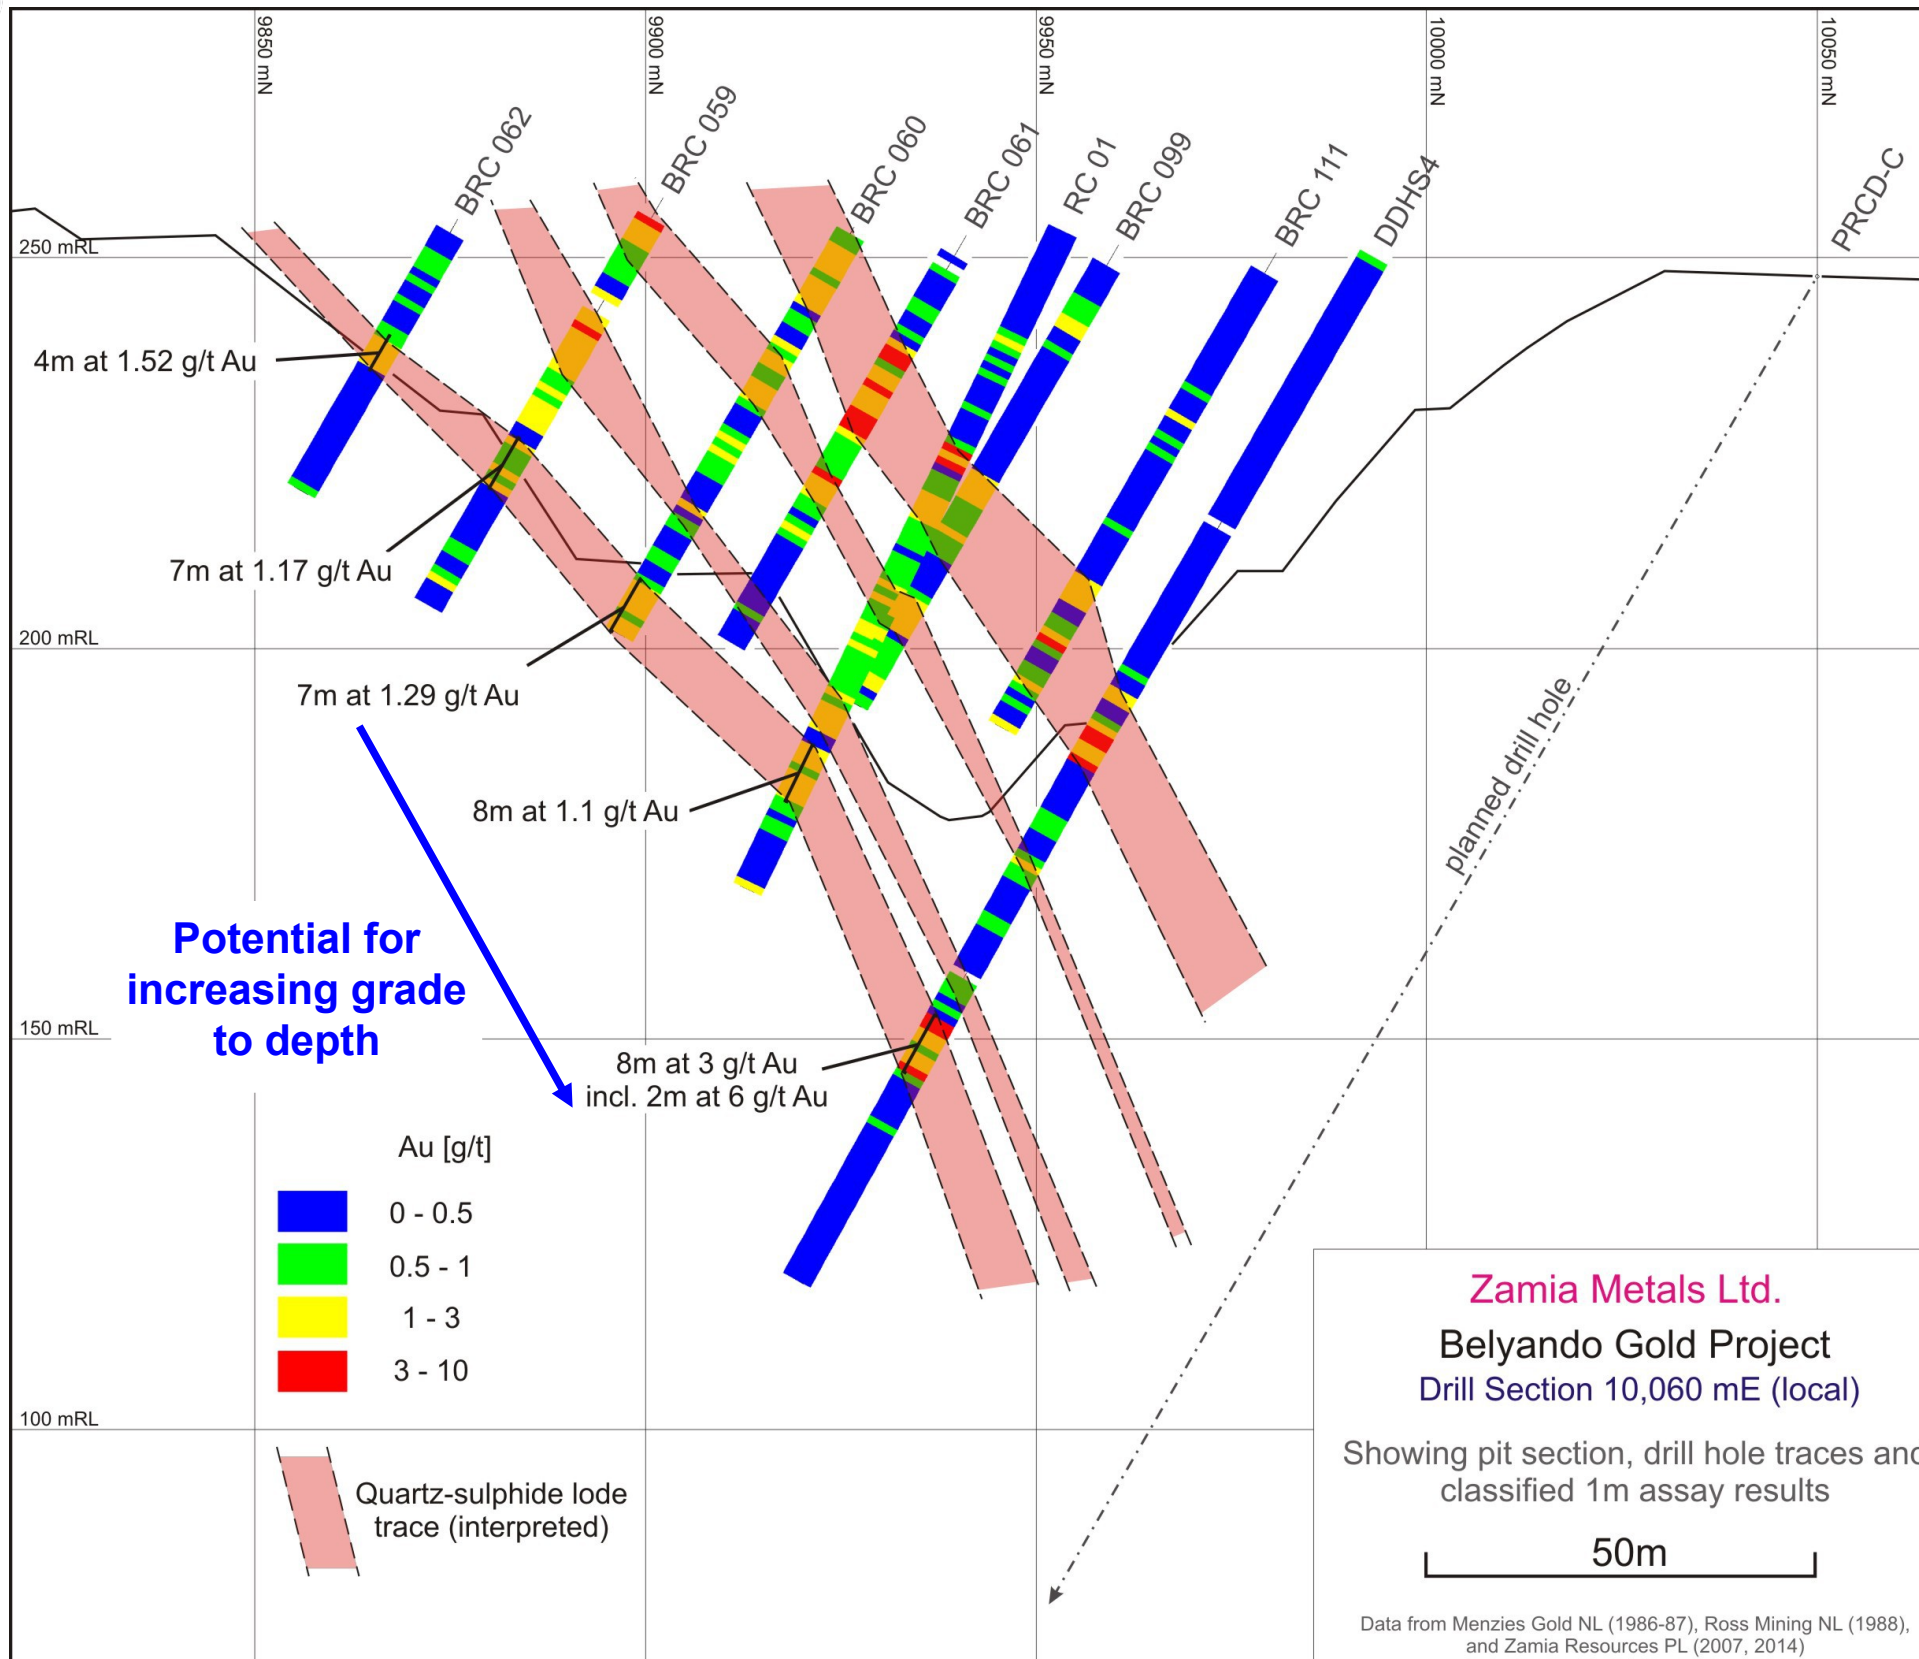 9850 mN
9900 mN
9950 mN
10000 mN
10050 mN
BRC 062
BRC 059
BRC 060
BRC 061
RC 01
BRC 099
BRC 111
DDHS4
PRCD-C
250 mRL
4m at 1.52 g/t Au
7m at 1.17 g/t Au
200 mRL
7m at 1.29 g/t Au
planned drill hole
8m at 1.1 g/t Au
Potential for
increasing grade
to depth
150 mRL
8m at 3 g/t Au
incl. 2m at 6 g/t Au
Au [g/t]
0 - 0.5
0.5 - 1
1 - 3
3 - 10
100 mRL
Quartz-sulphide lode
trace (interpreted)
Zamia Metals Ltd.
Belyando Gold Project
Drill Section 10,060 mE (local)
Showing pit section, drill hole traces and
classified 1m assay results
50m
Data from Menzies Gold NL (1986-87), Ross Mining NL (1988),
and Zamia Resources PL (2007, 2014)